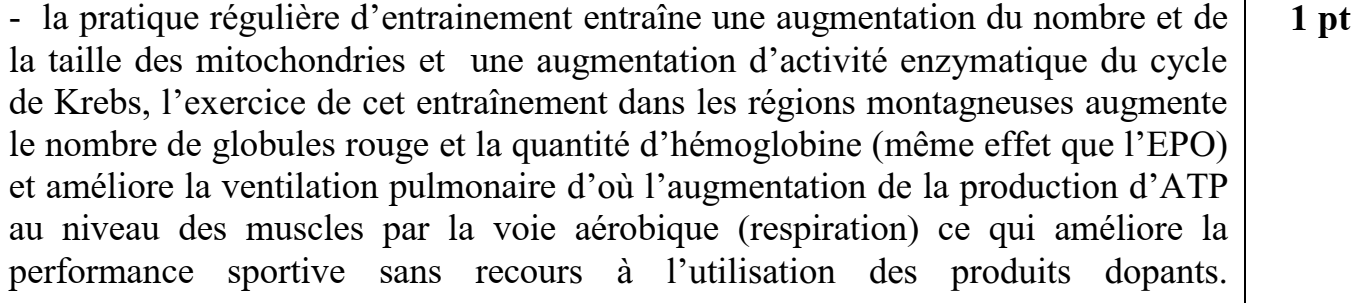 - la pratique régulière d’entrainement entraîne une augmentation du nombre et de 1 pt
la taille des mitochondries et une augmentation d’activité enzymatique du cycle
de Krebs, l’exercice de cet entraînement dans les régions montagneuses augmente
le nombre de globules rouge et la quantité d’hémoglobine (même effet que l’EPO)
et améliore la ventilation pulmonaire d’où l’augmentation de la production d’ATP
au niveau des muscles par la voie aérobique (respiration) ce qui améliore la
performance sportive sans recours à l’utilisation des produits dopants.